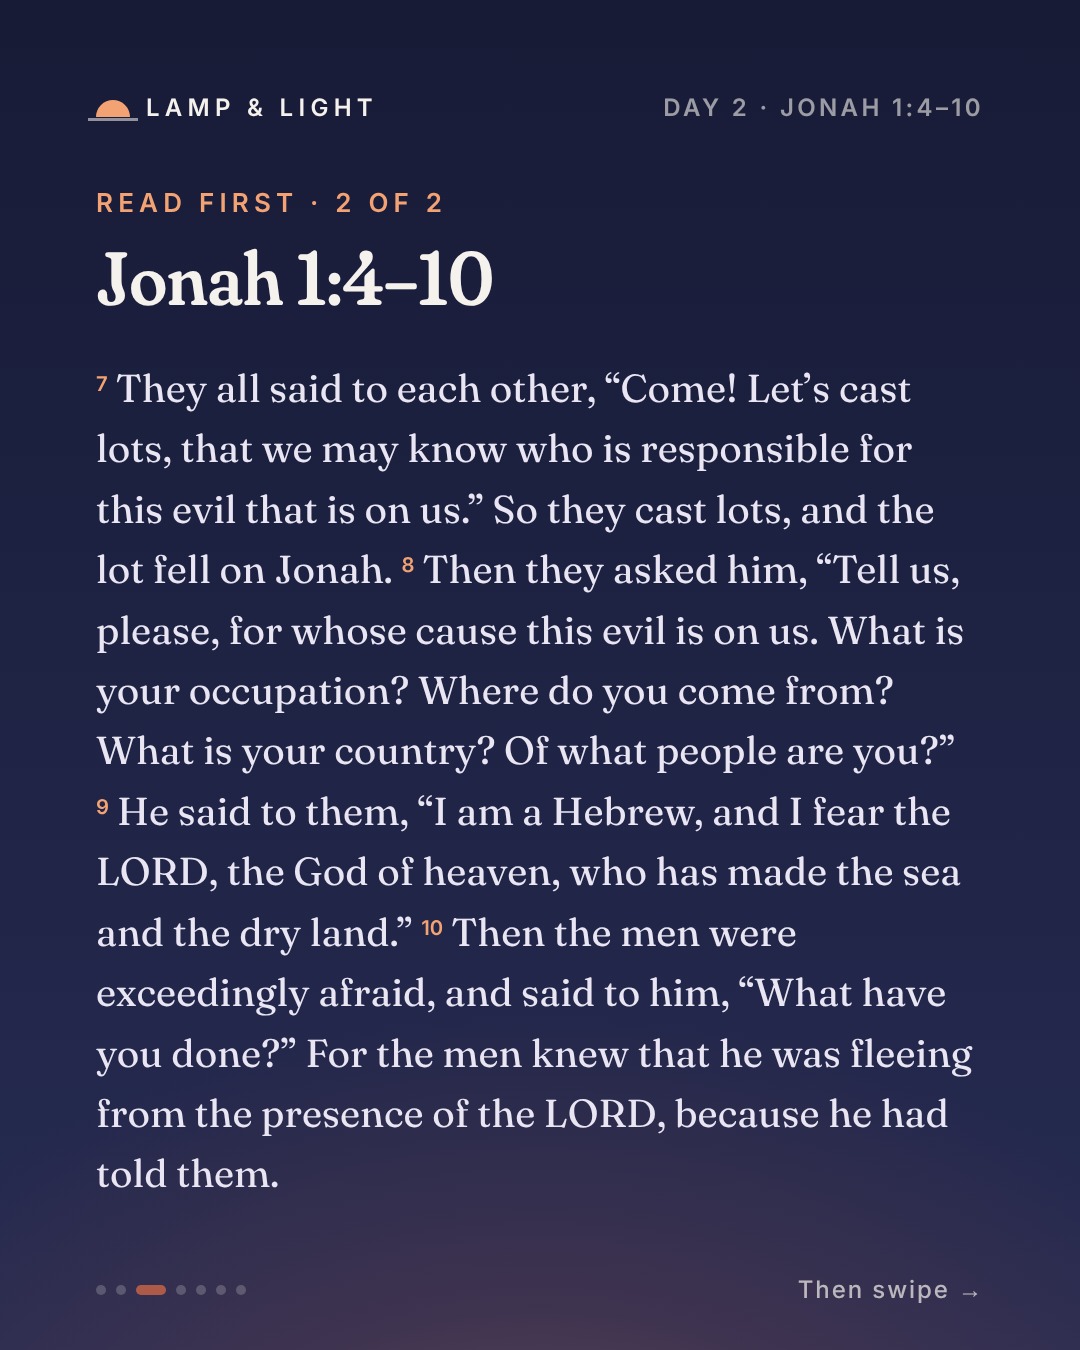 LAMP & LIGHT
DAY 2 · JONAH 1:4–10
READ FIRST · 2 OF 2
Jonah 1:4–10
7 They all said to each other, “Come! Let’s cast
lots, that we may know who is responsible for
this evil that is on us.” So they cast lots, and the
lot fell on Jonah. 8 Then they asked him, “Tell us,
please, for whose cause this evil is on us. What is
your occupation? Where do you come from?
What is your country? Of what people are you?”
9 He said to them, “I am a Hebrew, and I fear the
LORD, the God of heaven, who has made the sea
and the dry land.” 10 Then the men were
exceedingly afraid, and said to him, “What have
you done?” For the men knew that he was fleeing
from the presence of the LORD, because he had
told them.
Then swipe →